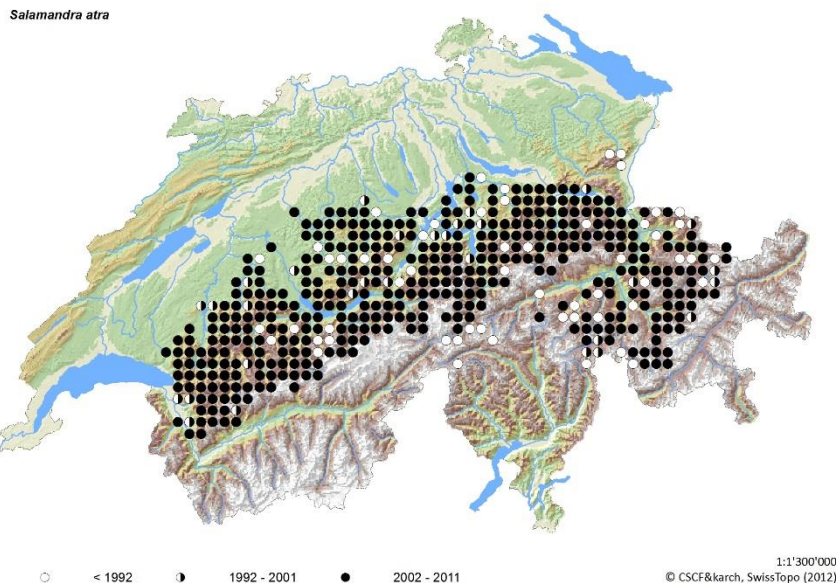 Salamandra atra
1:1'300'000
< 1992 1992 - 2001 2002 - 2011 © CSCF&karch, SwissTopo (2012)